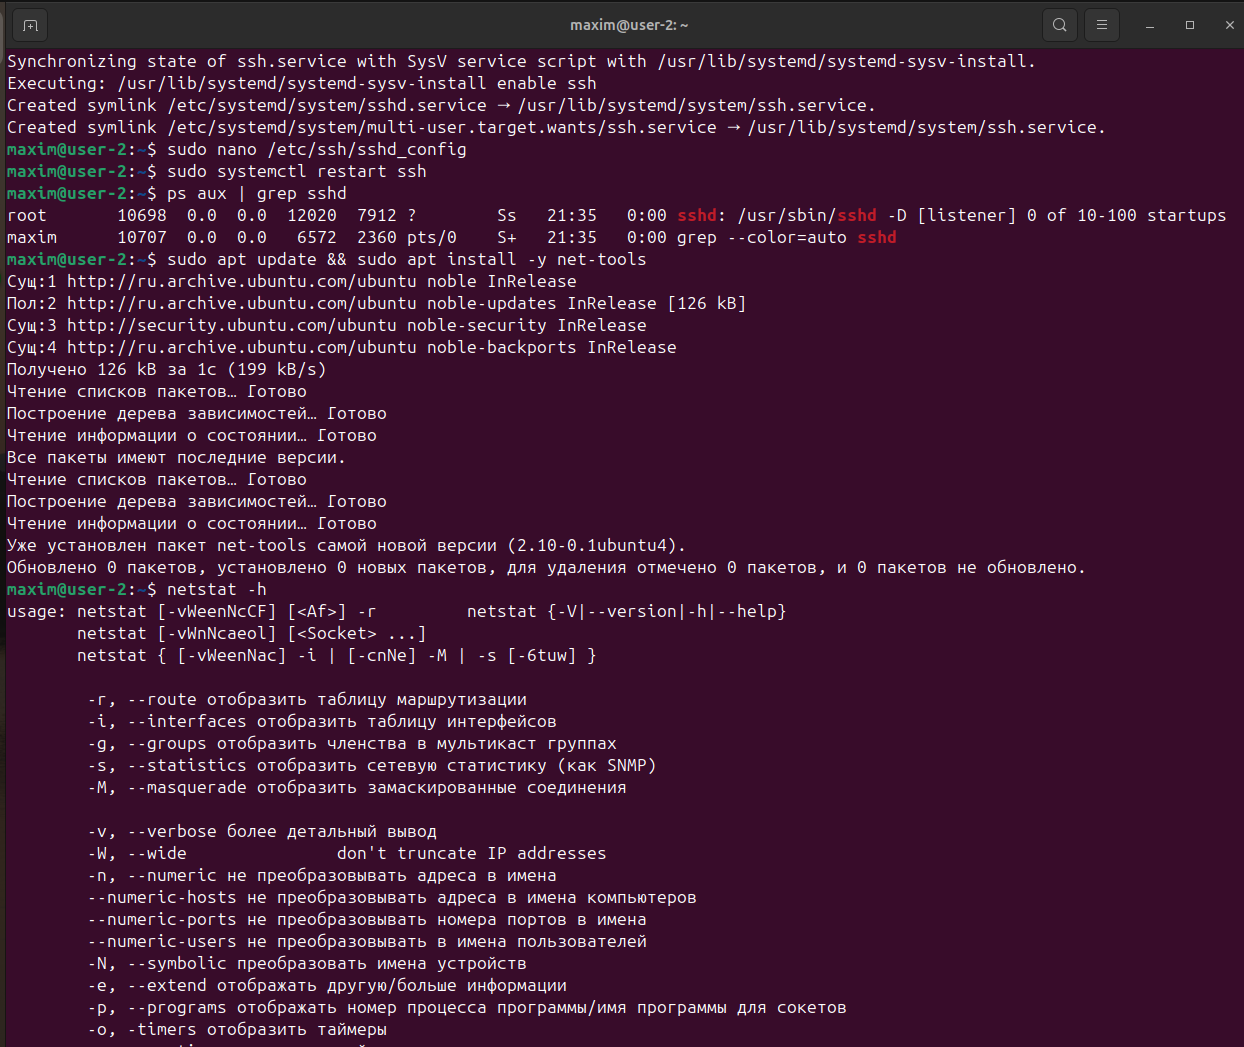 maxim@user-2: ~
Synchronizing state of ssh.service with SysV service script with /usr/lib/systemd/systemd-sysv-install.
Executing: /usr/lib/systemd/systemd-sysv-install enable ssh
Created symlink /etc/systemd/system/sshd.service → /usr/lib/systemd/system/ssh.service.
Created symlink /etc/systemd/system/multi-user.target.wants/ssh.service → /usr/lib/systemd/system/ssh.service.
maxim@user-2:~$ sudo nano /etc/ssh/sshd_config
maxim@user-2:~$ sudo systemctl restart ssh
maxim@user-2:~$ ps aux | grep sshd
root       10698  0.0  0.0  12020  7912 ?        Ss   21:35   0:00 sshd: /usr/sbin/sshd -D [listener] 0 of 10-100 startups
maxim      10707  0.0  0.0   6572  2360 pts/0    S+   21:35   0:00 grep --color=auto sshd
maxim@user-2:~$ sudo apt update && sudo apt install -y net-tools
Сущ:1 http://ru.archive.ubuntu.com/ubuntu noble InRelease
Пол:2 http://ru.archive.ubuntu.com/ubuntu noble-updates InRelease [126 kB]
Сущ:3 http://security.ubuntu.com/ubuntu noble-security InRelease
Сущ:4 http://ru.archive.ubuntu.com/ubuntu noble-backports InRelease
Получено 126 kB за 1с (199 kB/s)
Чтение списков пакетов… Готово
Построение дерева зависимостей… Готово
Чтение информации о состоянии… Готово
Все пакеты имеют последние версии.
Чтение списков пакетов… Готово
Построение дерева зависимостей… Готово
Чтение информации о состоянии… Готово
Уже установлен пакет net-tools самой новой версии (2.10-0.1ubuntu4).
Обновлено 0 пакетов, установлено 0 новых пакетов, для удаления отмечено 0 пакетов, и 0 пакетов не обновлено.
maxim@user-2:~$ netstat -h
usage: netstat [-vWeenNcCF] [<Af>] -r         netstat {-V|--version|-h|--help}
       netstat [-vWnNcaeol] [<Socket> ...]
       netstat { [-vWeenNac] -i | [-cnNe] -M | -s [-6tuw] }
        -r, --route отобразить таблицу маршрутизации
        -i, --interfaces отобразить таблицу интерфейсов
        -g, --groups отобразить членства в мультикаст группах
        -s, --statistics отобразить сетевую статистику (как SNMP)
        -M, --masquerade отобразить замаскированные соединения
        -v, --verbose более детальный вывод
        -W, --wide               don't truncate IP addresses
        -n, --numeric не преобразовывать адреса в имена
        --numeric-hosts не преобразовывать адреса в имена компьютеров
        --numeric-ports не преобразовывать номера портов в имена
        --numeric-users не преобразовывать в имена пользователей
        -N, --symbolic преобразовать имена устройств
        -e, --extend отображать другую/больше информации
        -p, --programs отображать номер процесса программы/имя программы для сокетов
        -o, -timers отобразить таймеры